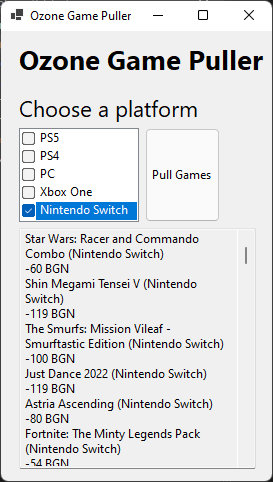 Ozone Game Puller
Ozone Game Puller
Choose a platform
PS5
PS4
PC
Xbox One
Nintendo Switch
Pull Games
Star Wars: Racer and Commando
Combo (Nintendo Switch)
-60 BGN
Shin Megami Tensei V (Nintendo
Switch)
-119 BGN
The Smurfs: Mission Vileaf -
Smurftastic Edition (Nintendo Switch)
-100 BGN
Just Dance 2022 (Nintendo Switch)
-119 BGN
Astria Ascending (Nintendo Switch)
-80 BGN
Fortnite: The Minty Legends Pack
(Nintendo Switch)
-54 BGN